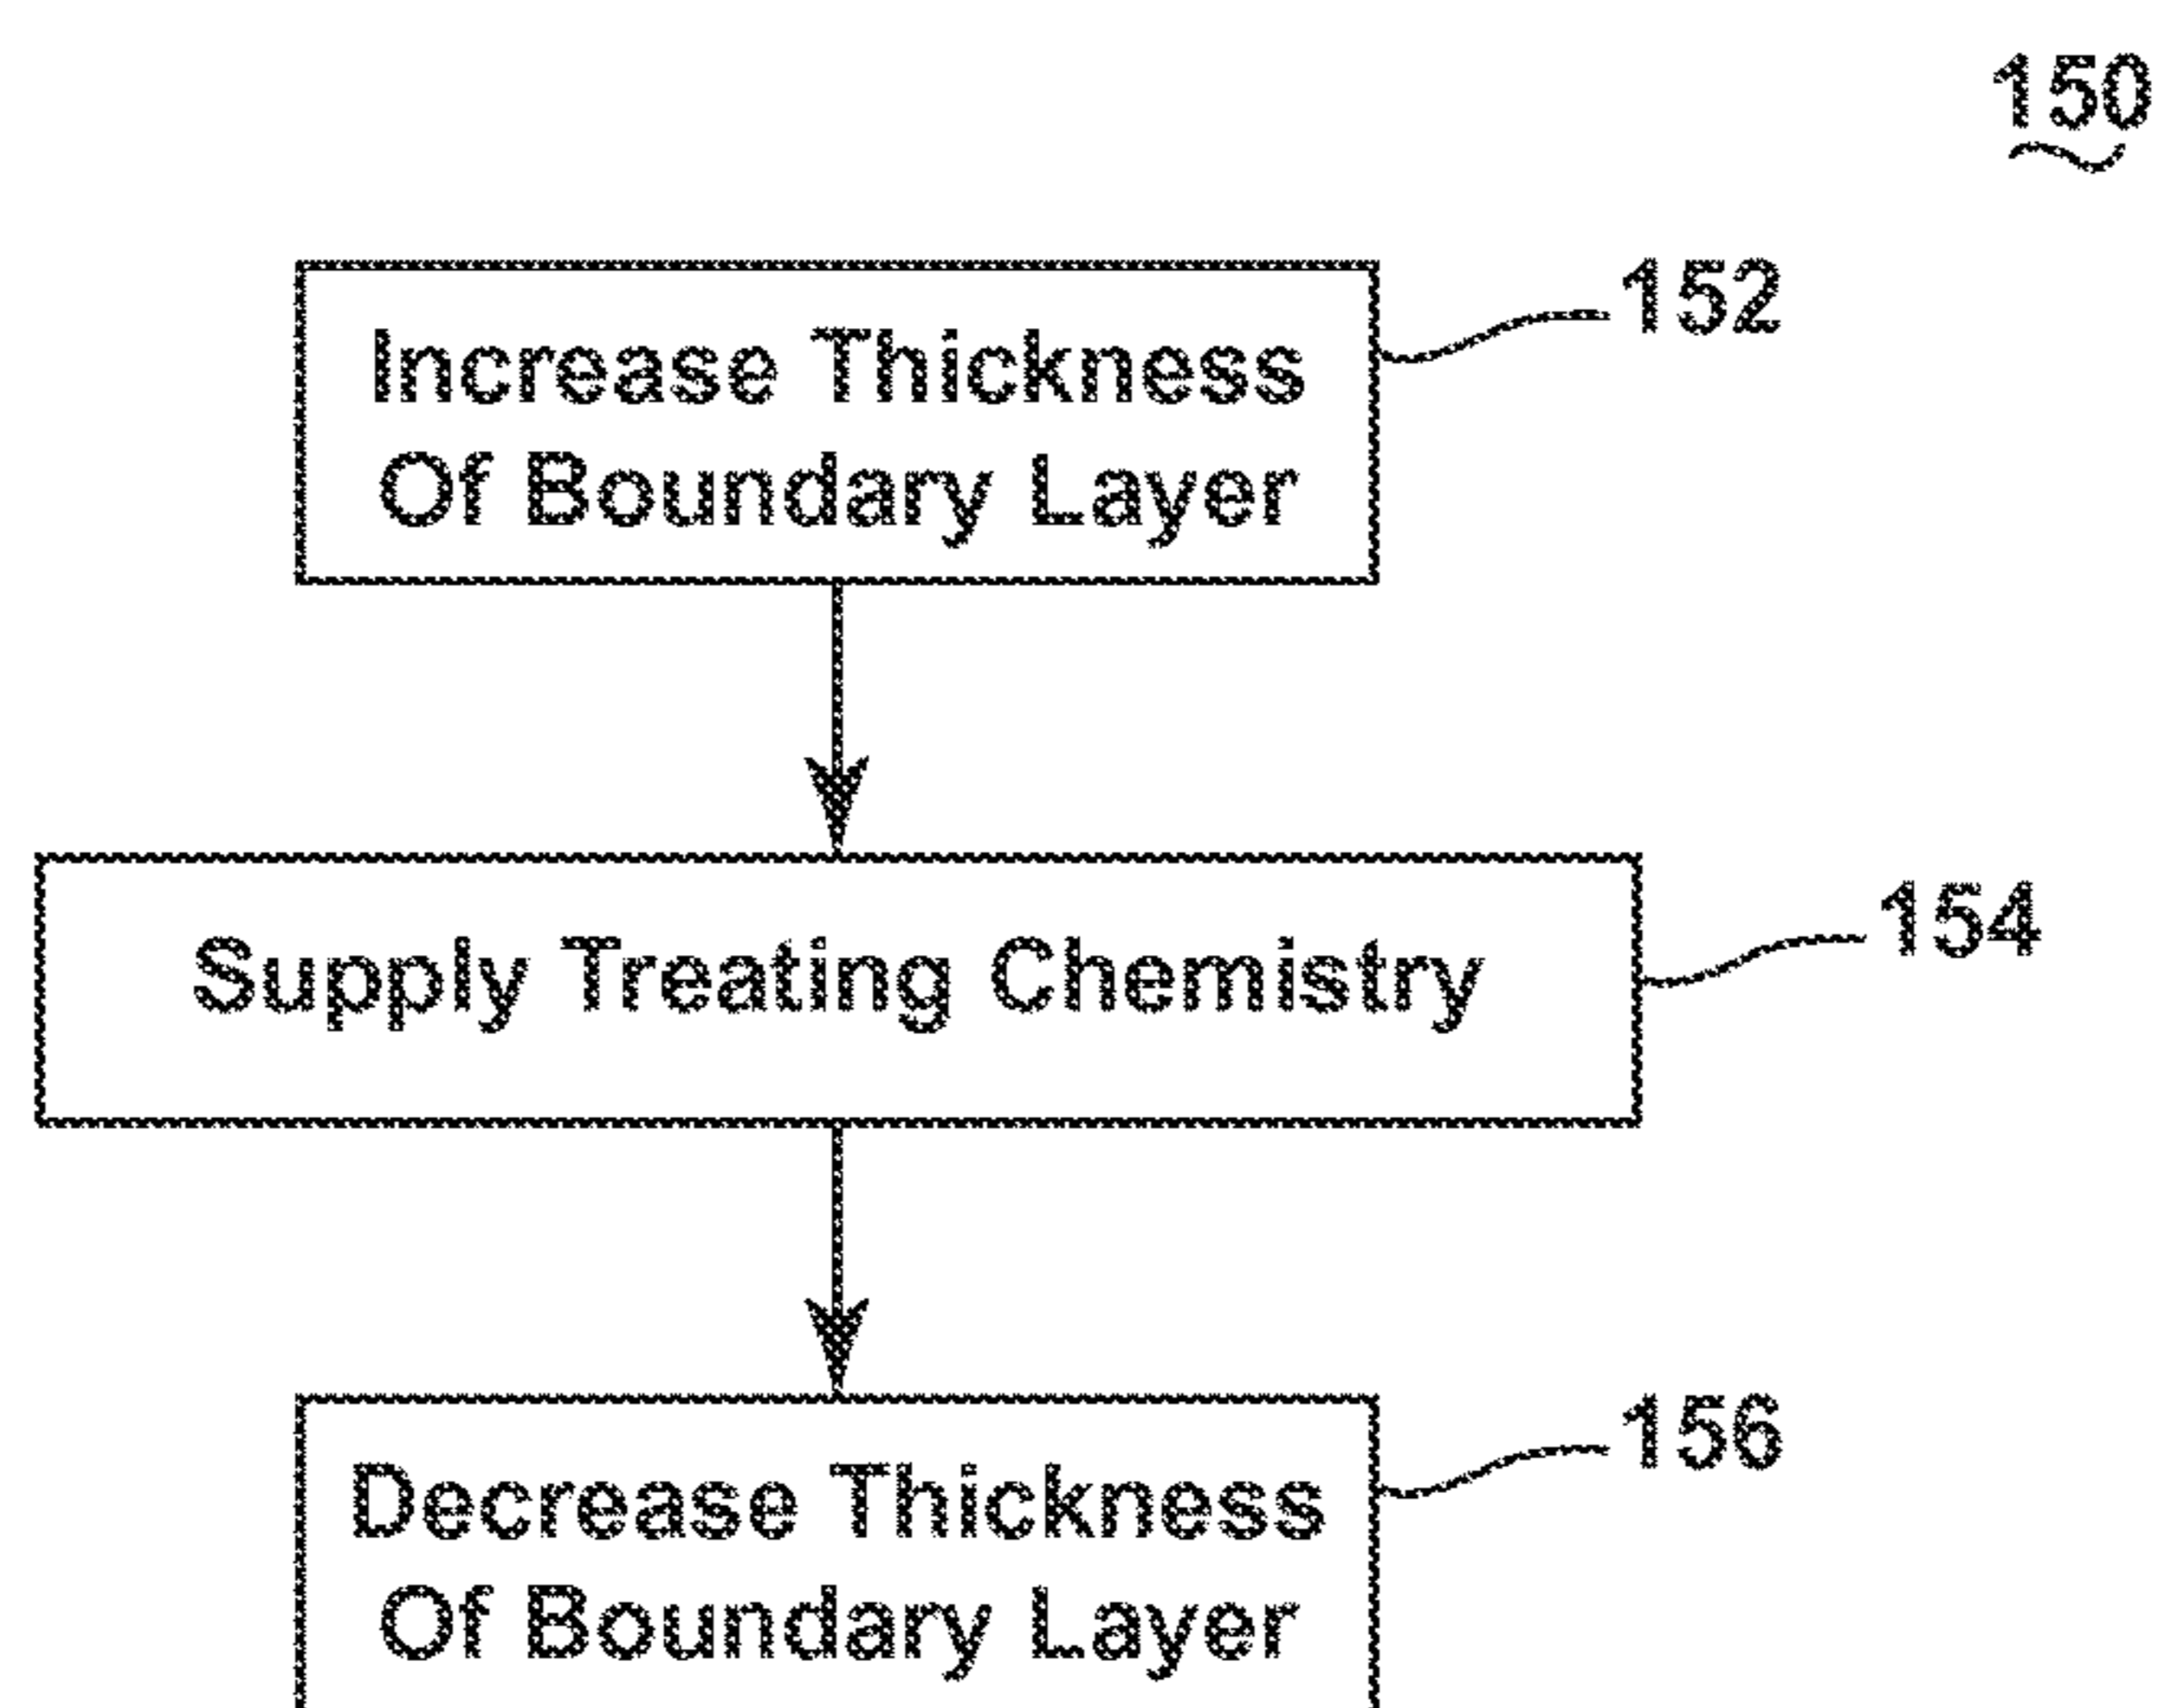 150
152
Increase Thickness
Of Boundary Layer
154
Supply Treating Chemistry
156
Decrease Thickness
Of Boundary Layer